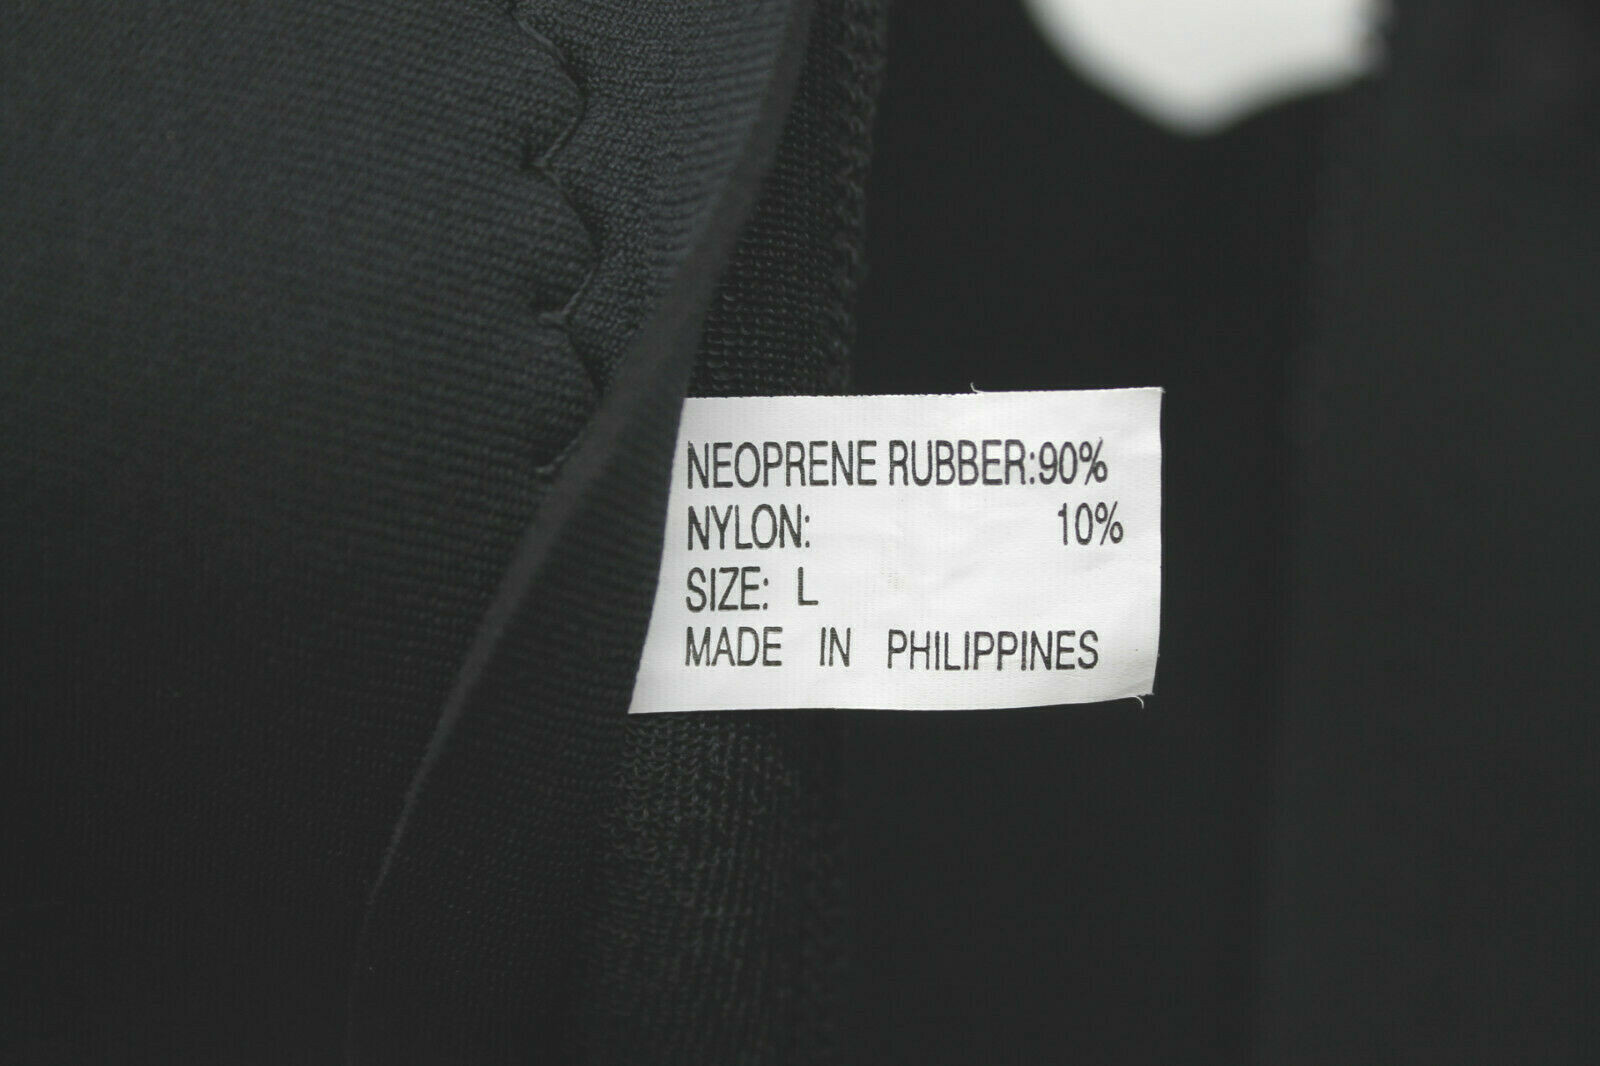 NEOPRENE RUBBER:90%
NYLON: 10%
SIZE: L
MADE IN PHILIPPINES